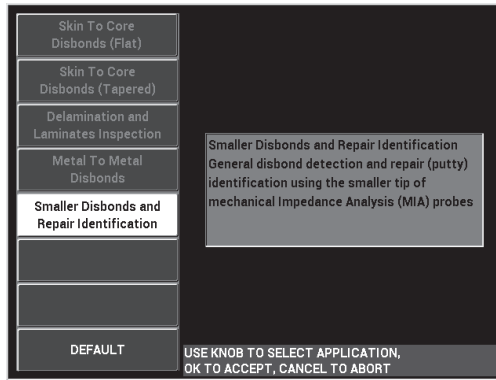 Skin To Core
Disbonds (Flat)
Skin To Core
Disbonds (Tapered)
Delamination and
Laminates Inspection
Metal To Metal
Disbonds
Smaller Disbonds and
Repair Identification
DEFAULT
Smaller Disbonds and Repair Identification
General disbond detection and repair (putty)
identification using the smaller tip of
mechanical Impedance Analysis (MIA) probes
USE KNOB TO SELECT APPLICATION,
OK TO ACCEPT, CANCEL TO ABORT